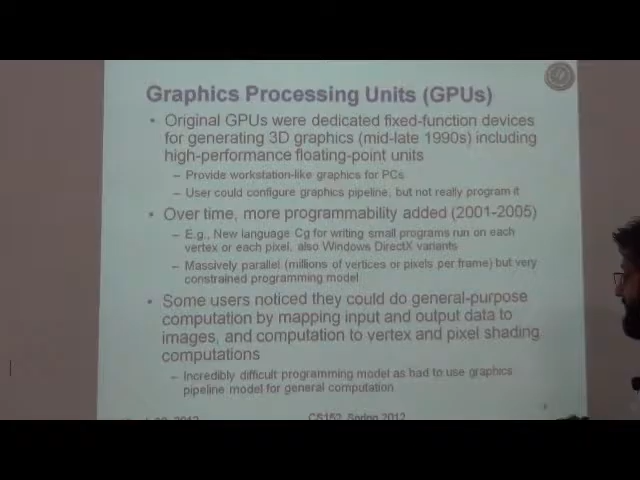 Graphics Processing Units (GPUs)
• Original GPUs were dedicated fixed-function devices
for generating 3D graphics (mid-late 1990s) including
high-performance floating-point units
– Provide workstation-like graphics for PCs
– User could configure graphics pipeline, but not really program it
• Over time, more programmability added (2001-2005)
– E.g., New language Cg for writing small programs run on each
vertex or each pixel, also Windows DirectX variants
– Massively parallel (millions of vertices or pixels per frame) but very
constrained programming model
• Some users noticed they could do general-purpose
computation by mapping input and output data to
images, and computation to vertex and pixel shading
computations
– Incredibly difficult programming model as had to use graphics
pipeline model for general computation
2012
CS152, Spring 2012